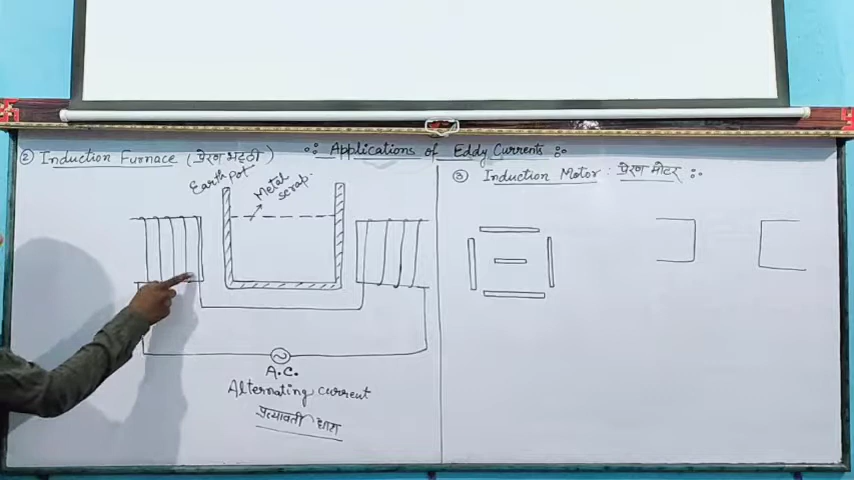 ∴ Applications of Eddy Currents ∴
② Induction Furnace (प्रेरण भट्ठी)
Earth pot
Metal
scrap.
A.C.
Alternating current
प्रत्यावर्ती धारा
③ Induction Motor : प्रेरण मोटर ∴